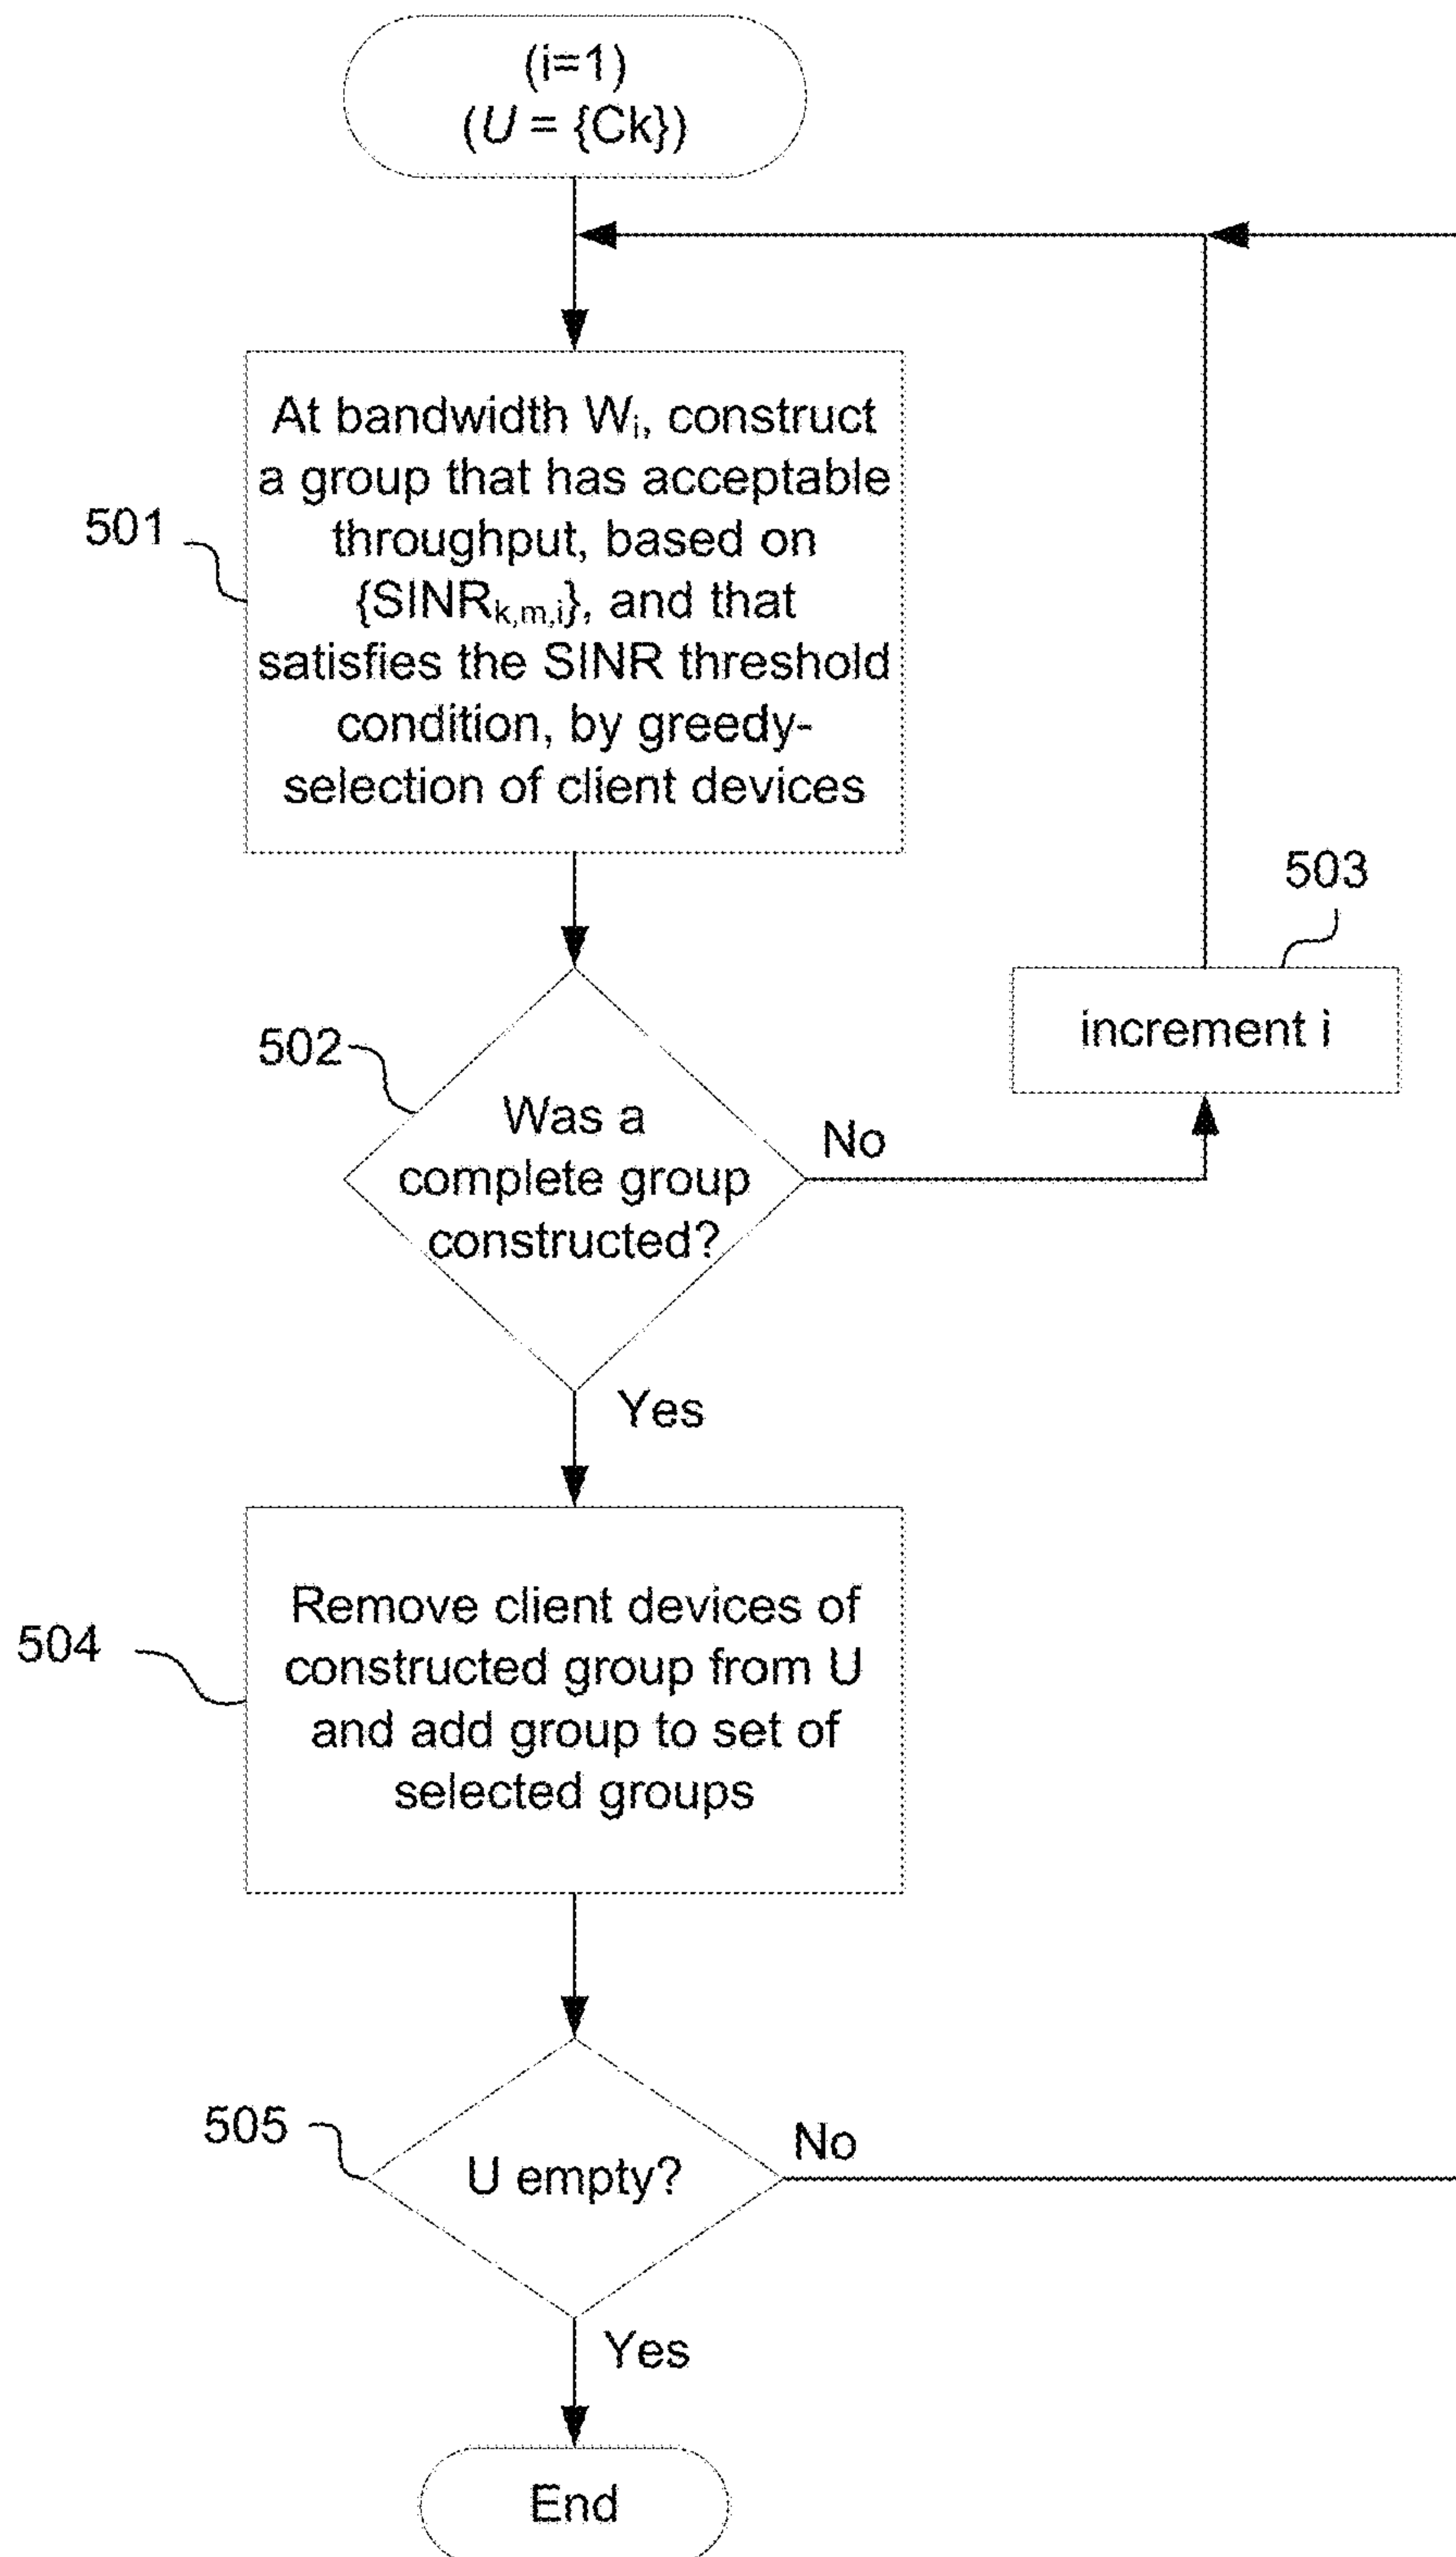 (i=1)
(U = {Ck})
At bandwidth Wi, construct
a group that has acceptable
throughput, based on
{SINRk,m,i}, and that
satisfies the SINR threshold
condition, by greedy-
selection of client devices
501
503
increment i
502
Was a
complete group
constructed?
No
Yes
Remove client devices of
constructed group from U
and add group to set of
selected groups
504
505
U empty?
No
Yes
End